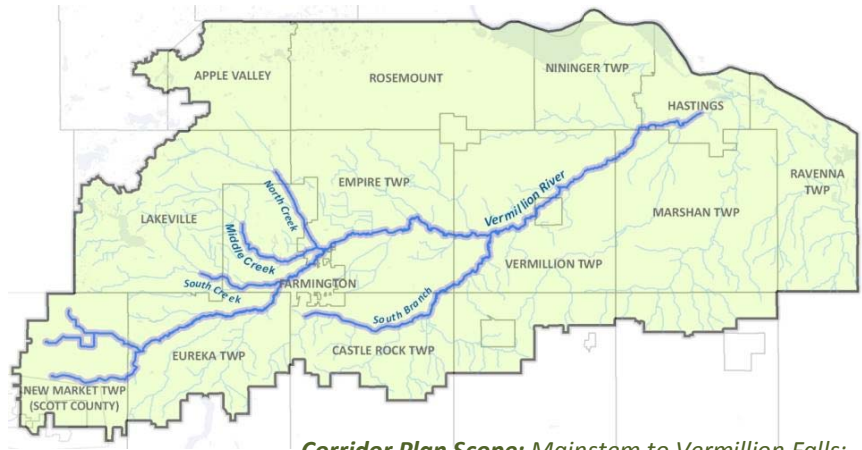 APPLE VALLEY
ROSEMOUNT
NININGER TWP
HASTINGS
RAVENNA
TWP
North Creek
EMPIRE TWP
Vermillion River
MARSHAN TWP
LAKEVILLE
Middle Creek
VERMILLION TWP
South Creek
FARMINGTON
South Branch
EUREKA TWP
CASTLE ROCK TWP
NEW MARKET TWP
(SCOTT COUNTY)
Corridor Plan Scope: Mainstem to Vermillion Falls;